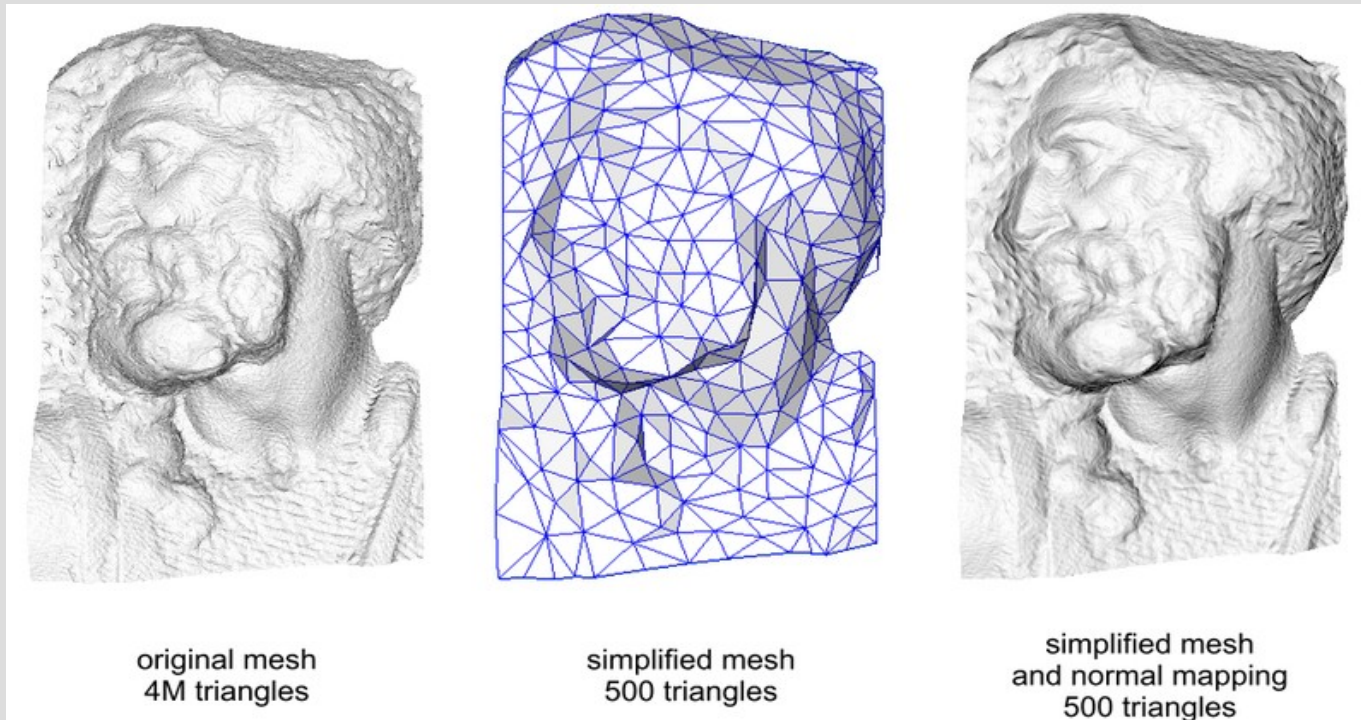 original mesh
4M triangles
simplified mesh
500 triangles
simplified mesh
and normal mapping
500 triangles